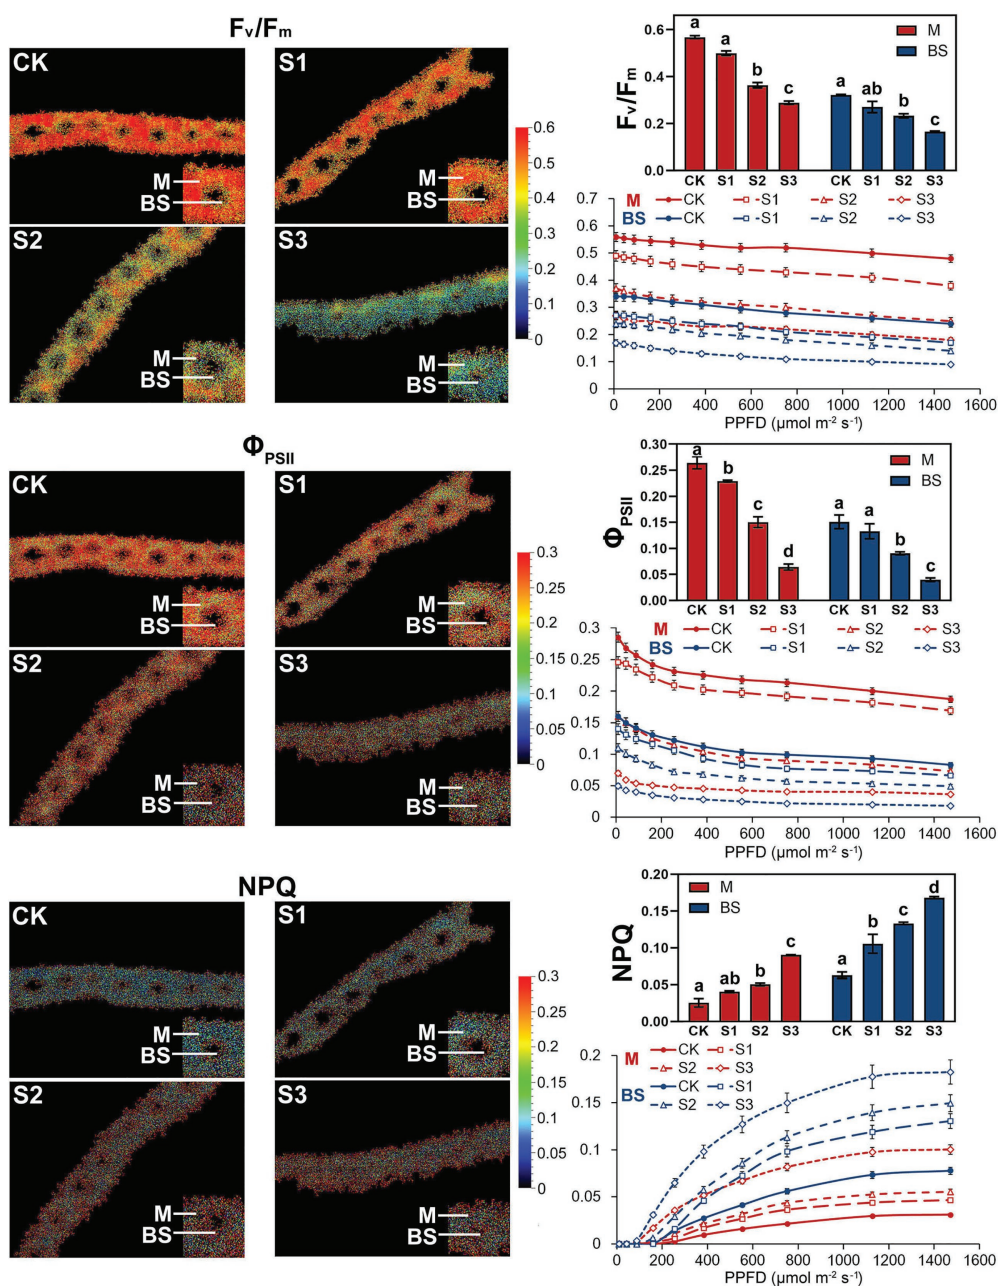 Fv/Fm
CK
M
BS
S1
M
BS
S2
M
BS
S3
M
BS
0.6
0.5
0.4
0.3
0.2
0.1
0
Fv/Fm
0.6
0.4
0.2
0.0
a
a
b
c
a
ab
b
c
M
BS
CK S1 S2 S3 CK S1 S2 S3
M CK S1 S2 S3
BS CK S1 S2 S3
0.7
0.6
0.5
0.4
0.3
0.2
0.1
0
0 200 400 600 800 1000 1200 1400 1600
PPFD (µmol m⁻² s⁻¹)
ΦPSII
CK
M
BS
S1
M
BS
S2
M
BS
S3
M
BS
0.3
0.25
0.2
0.15
0.1
0.05
0
ΦPSII
0.30
0.25
0.15
0.10
0.05
0.00
a
b
c
d
a
a
b
c
M
BS
CK S1 S2 S3 CK S1 S2 S3
M CK S1 S2 S3
BS CK S1 S2 S3
0.3
0.25
0.2
0.15
0.1
0.05
0
0 200 400 600 800 1000 1200 1400 1600
PPFD (µmol m⁻² s⁻¹)
NPQ
CK
M
BS
S1
M
BS
S2
M
BS
S3
M
BS
0.3
0.25
0.2
0.15
0.1
0.05
0
NPQ
0.20
0.15
0.10
0.05
0.00
M
BS
a
ab
b
c
a
b
c
d
CK S1 S2 S3 CK S1 S2 S3
M CK S1
S2 S3
BS CK S1
S2 S3
0.2
0.15
0.1
0.05
0
0 200 400 600 800 1000 1200 1400 1600
PPFD (µmol m⁻² s⁻¹)